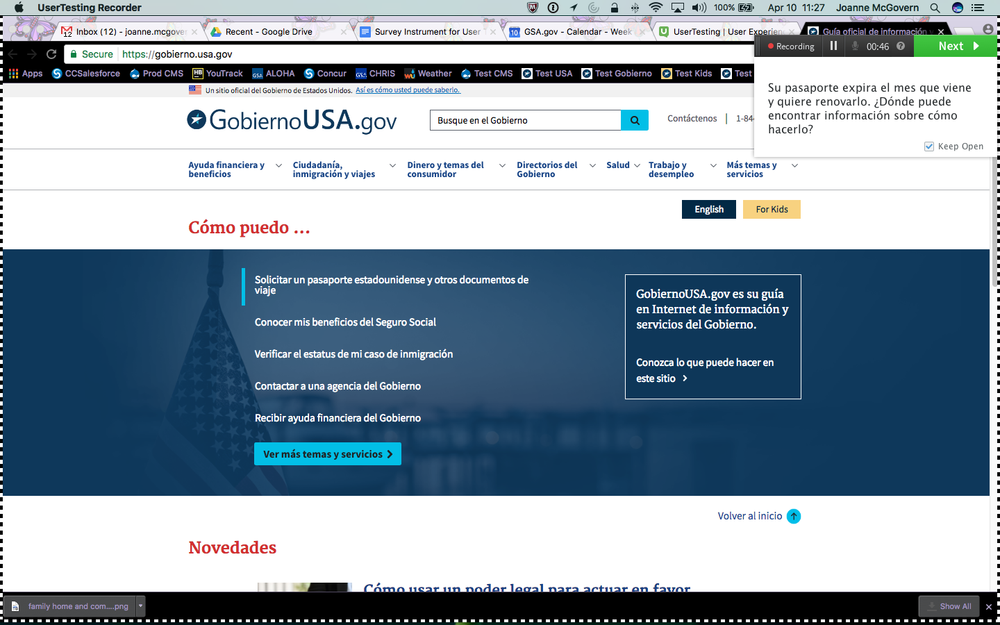 UserTesting Recorder
100%
Apr 10 11:27
Joanne McGovern
12
Inbox (12) - joanne.mcgover
Recent - Google Drive
Survey Instrument for User T
10
GSA.gov - Calendar - Week
UserTesting | User Experienc
Guía oficial de información y
Secure
https://gobierno.usa.gov
Recording
00:46
Next
Apps
CCSalesforce
Prod CMS
HB
YouTrack
GSA
ALOHA
Concur
GSA
CHRIS
Weather
Test CMS
Test USA
Test Gobierno
Test Kids
Test
Su pasaporte expira el mes que viene
y quiere renovarlo. ¿Dónde puede
encontrar información sobre cómo
hacerlo?
Keep Open
Un sitio oficial del Gobierno de Estados Unidos. Así es cómo usted puede saberlo.
GobiernoUSA.gov
Busque en el Gobierno
Contáctenos
1-844
Ayuda financiera y
beneficios
Ciudadanía,
inmigración y viajes
Dinero y temas del
consumidor
Directorios del
Gobierno
Salud
Trabajo y
desempleo
Más temas y
servicios
English
For Kids
Cómo puedo ...
Solicitar un pasaporte estadounidense y otros documentos de
viaje
Conocer mis beneficios del Seguro Social
Verificar el estatus de mi caso de inmigración
Contactar a una agencia del Gobierno
Recibir ayuda financiera del Gobierno
Ver más temas y servicios
GobiernoUSA.gov es su guía
en Internet de información y
servicios del Gobierno.
Conozca lo que puede hacer en
este sitio
Volver al inicio
Novedades
Cómo usar un poder legal para actuar en favor
family home and com....png
Show All